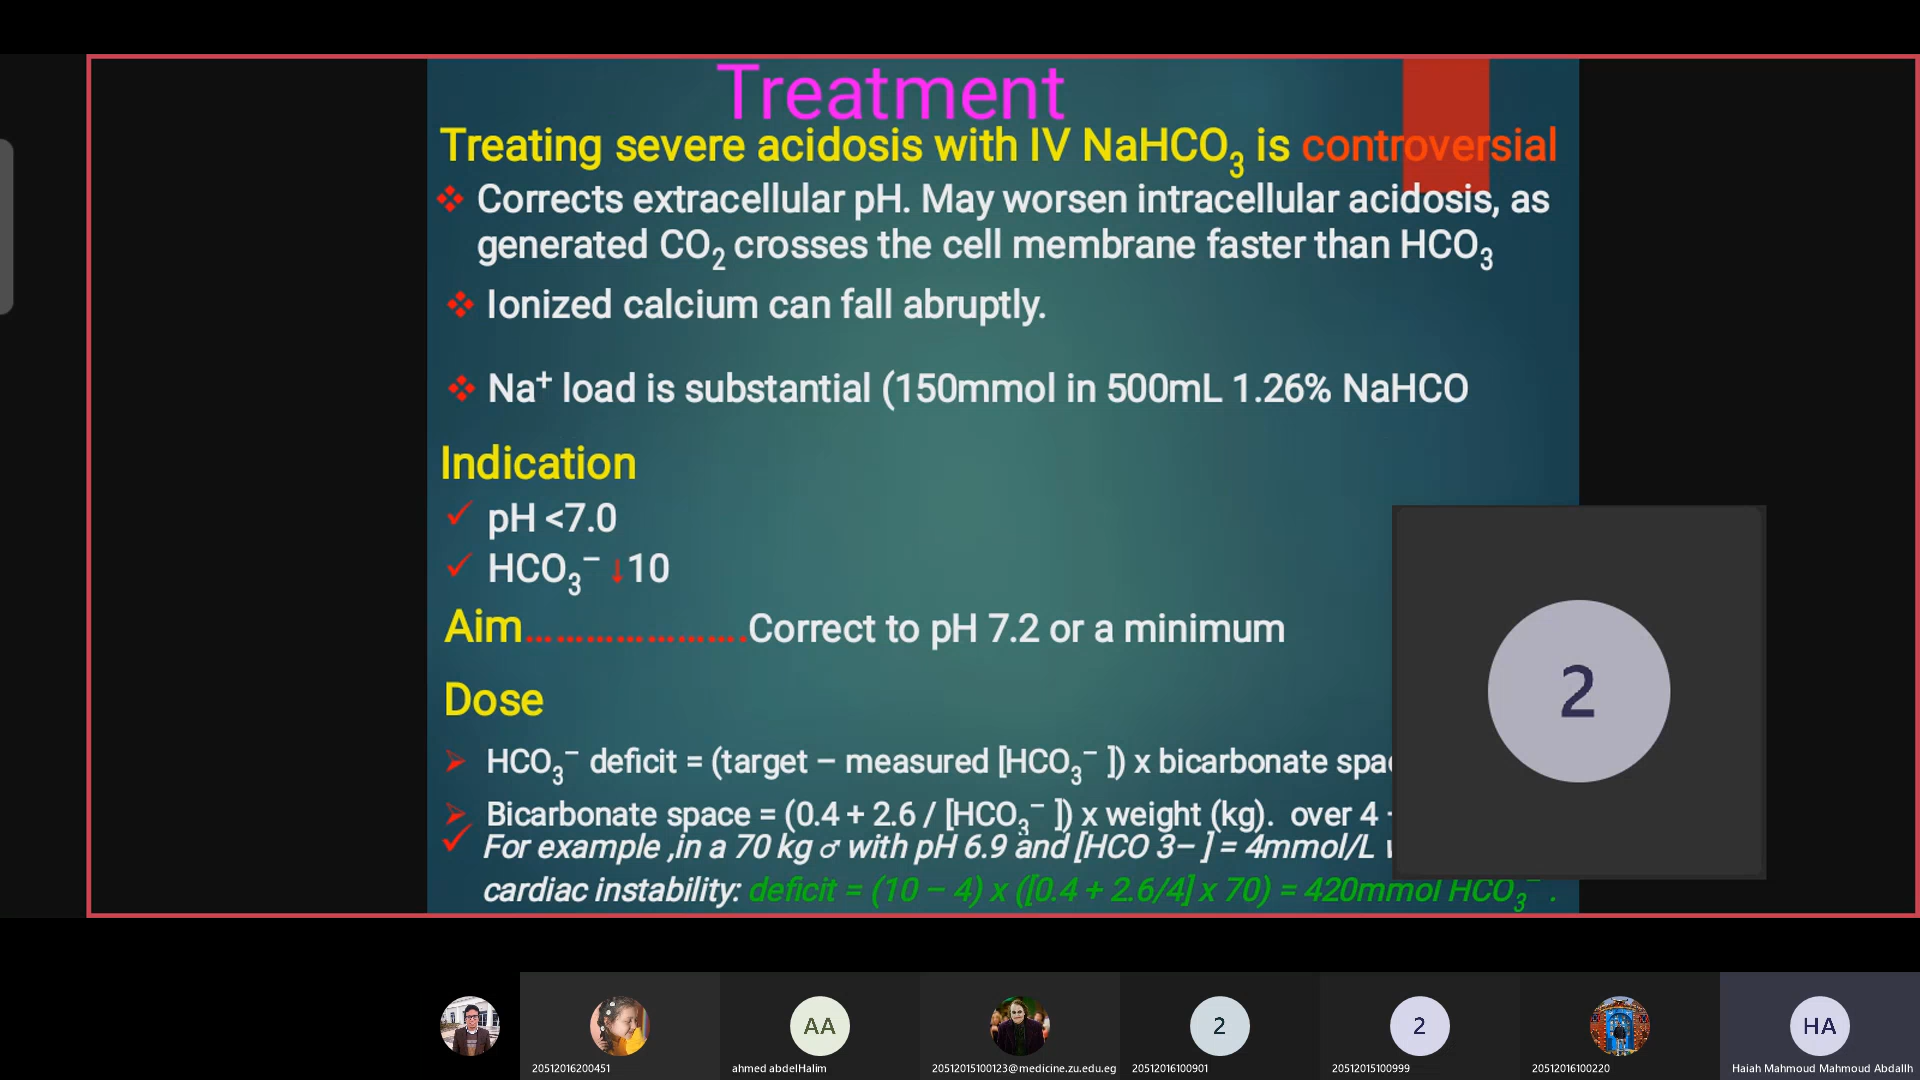 Treatment
Treating severe acidosis with IV NaHCO₃ is controversial
❖ Corrects extracellular pH. May worsen intracellular acidosis, as
generated CO₂ crosses the cell membrane faster than HCO₃
❖ Ionized calcium can fall abruptly.
❖ Na⁺ load is substantial (150mmol in 500mL 1.26% NaHCO
Indication
✓ pH <7.0
✓ HCO₃⁻ ↓10
Aim.......................Correct to pH 7.2 or a minimum
Dose
➢ HCO₃⁻ deficit = (target – measured [HCO₃⁻ ]) x bicarbonate
➢ Bicarbonate space = (0.4 + 2.6 / [HCO₃⁻ ]) x weight (kg). over 4
✓ For example ,in a 70 kg ♂ with pH 6.9 and [HCO 3– ] = 4mmol/L
cardiac instability: deficit = (10 – 4) x ([0.4 + 2.6/4] x 70) = 420mmol HCO₃⁻ .
2
AA
2
2
HA
20512016200451
ahmed abdelHalim
20512015100123@medicine.zu.edu.eg
20512016100901
20512015100999
20512016100220
Haiah Mahmoud Mahmoud Abdallh